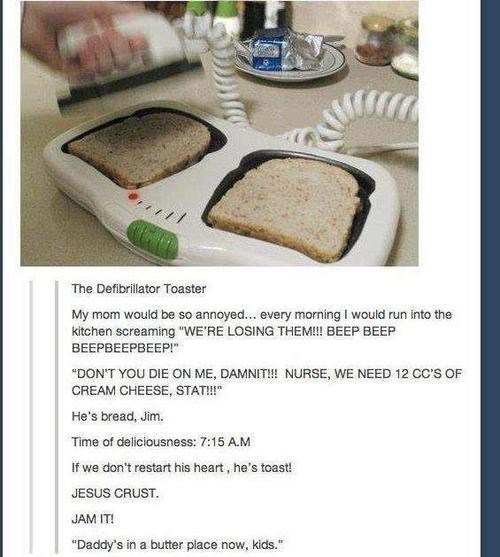 The Defibrillator Toaster
My mom would be so annoyed... every morning I would run into the
kitchen screaming "WE'RE LOSING THEM!!! BEEP BEEP
BEEPBEEPBEEP!"
"DON'T YOU DIE ON ME, DAMNIT!!!  NURSE, WE NEED 12 CC'S OF
CREAM CHEESE, STAT!!!"
He's bread, Jim.
Time of deliciousness: 7:15 A.M
If we don't restart his heart , he's toast!
JESUS CRUST.
JAM IT!
"Daddy's in a butter place now, kids."